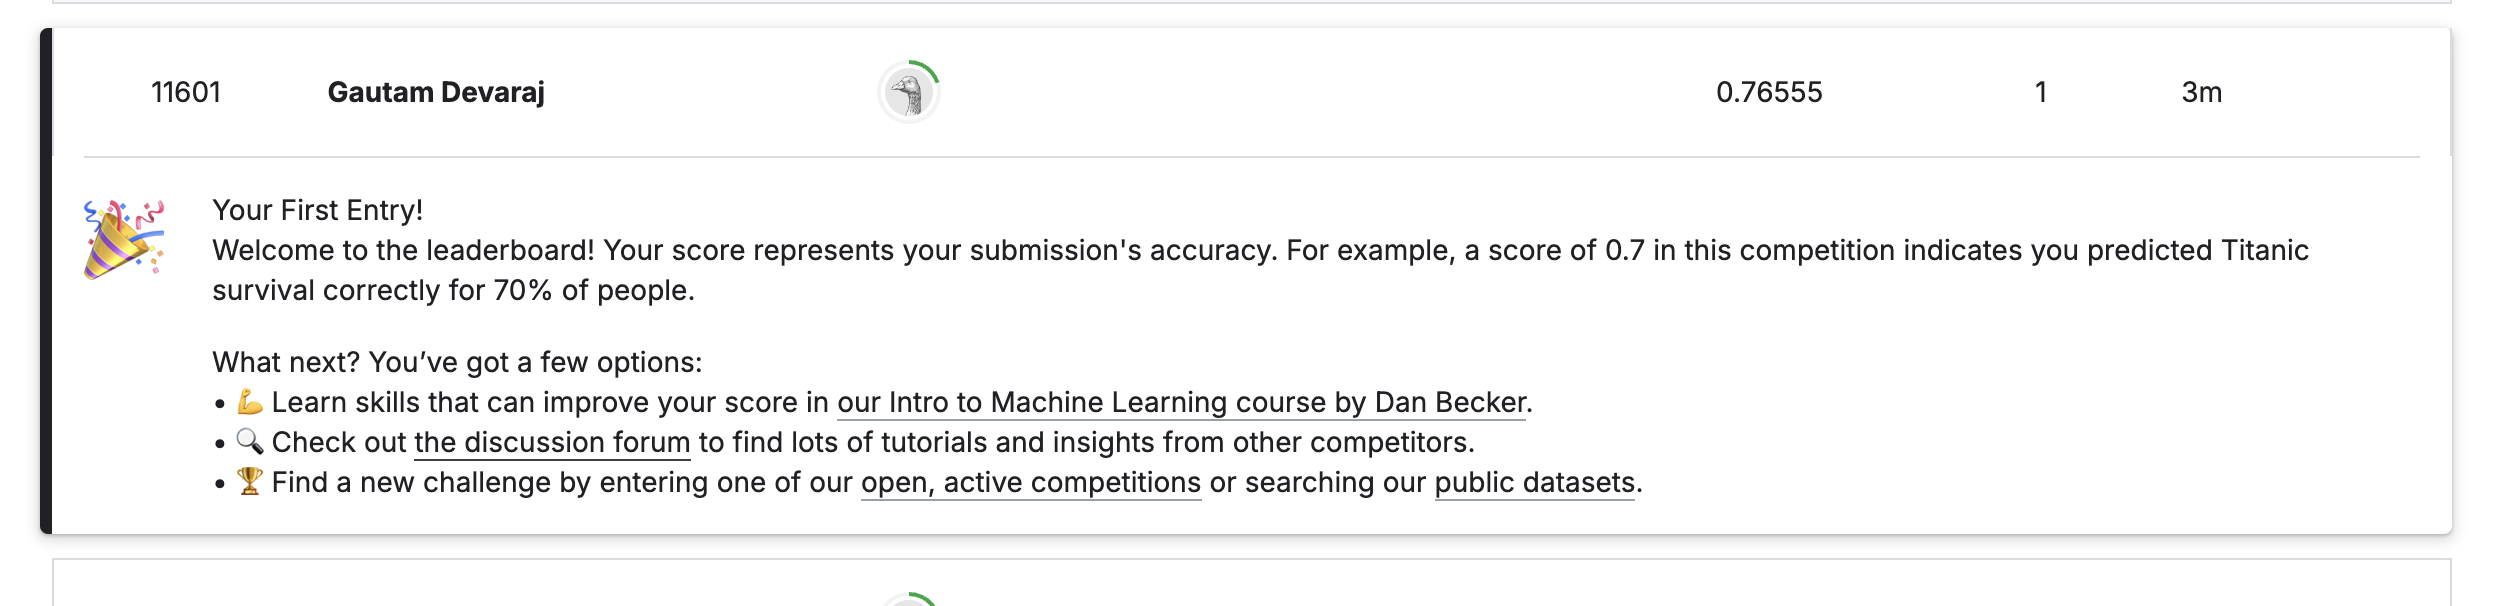 11601 Gautam Devaraj 0.76555 1 3m
Your First Entry!
Welcome to the leaderboard! Your score represents your submission's accuracy. For example, a score of 0.7 in this competition indicates you predicted Titanic
survival correctly for 70% of people.
What next? You’ve got a few options:
• 💪 Learn skills that can improve your score in our Intro to Machine Learning course by Dan Becker.
• 🔍 Check out the discussion forum to find lots of tutorials and insights from other competitors.
• 🏆 Find a new challenge by entering one of our open, active competitions or searching our public datasets.